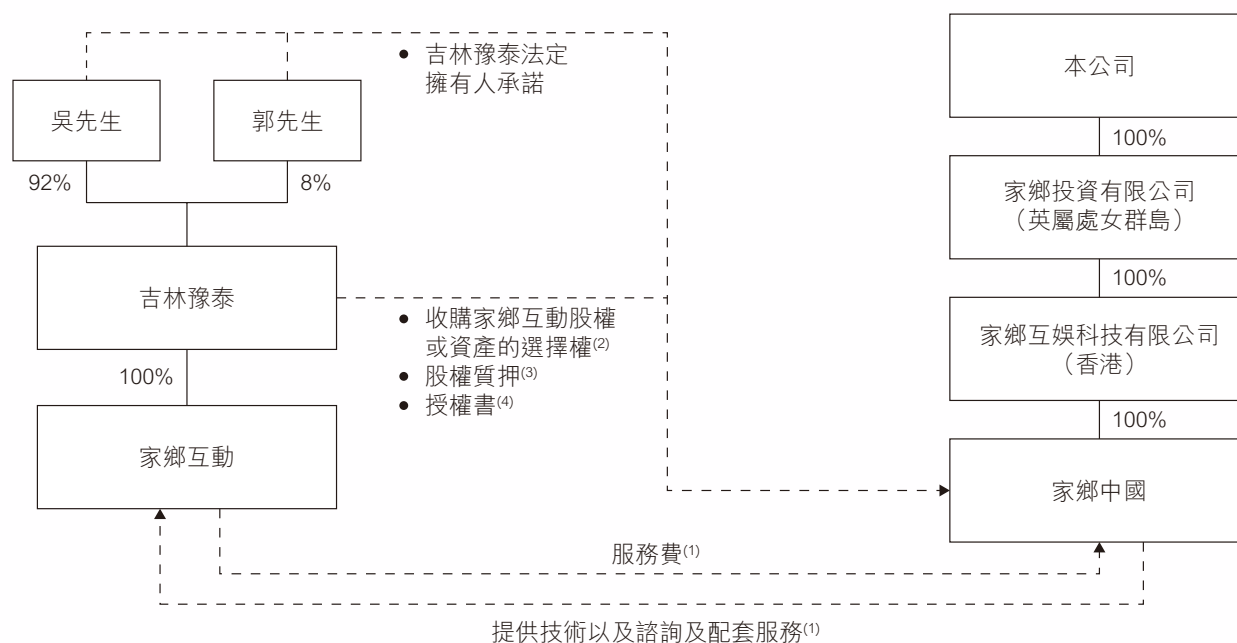 • 吉林豫泰法定
擁有人承諾
吳先生
郭先生
92%
8%
吉林豫泰
• 收購家鄉互動股權
或資產的選擇權(2)
• 股權質押(3)
• 授權書(4)
100%
家鄉互動
本公司
100%
家鄉投資有限公司
（英屬處女群島）
100%
家鄉互娛科技有限公司
（香港）
100%
家鄉中國
服務費(1)
提供技術以及諮詢及配套服務(1)